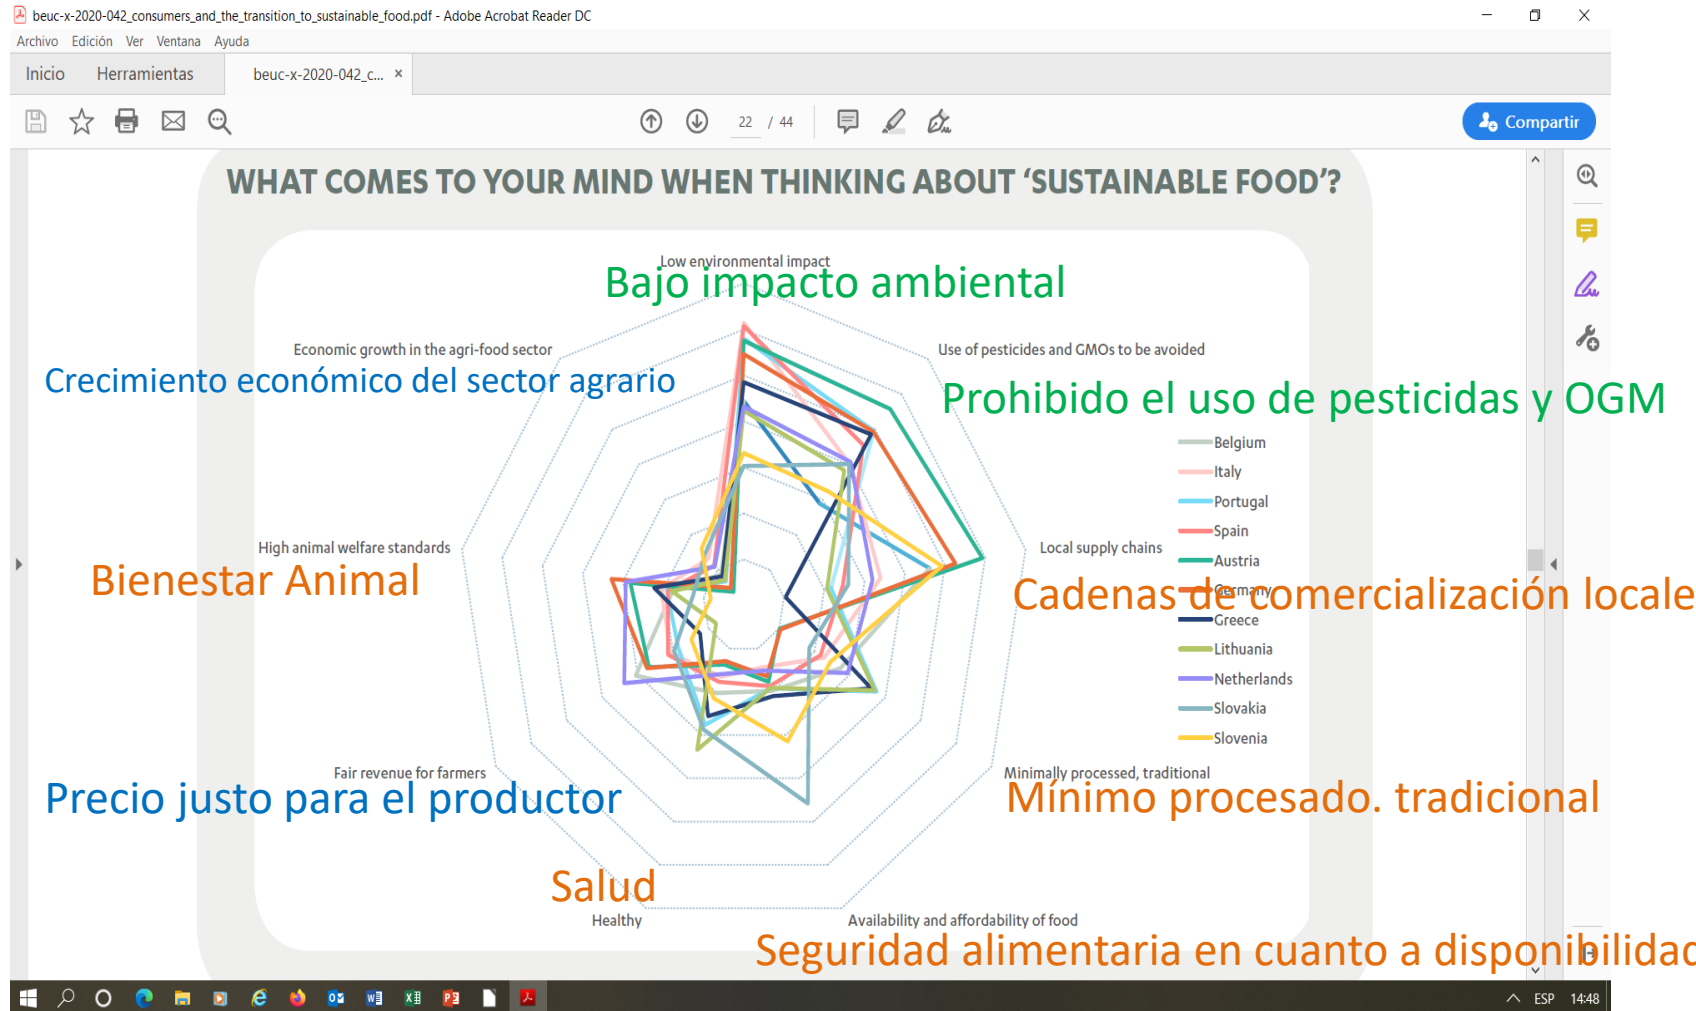 beuc-x-2020-042_consumers_and_the_transition_to_sustainable_food.pdf - Adobe Acrobat Reader DC
Archivo Edición Ver Ventana Ayuda
Inicio Herramientas beuc-x-2020-042_c... ×
22 / 44
Compartir
WHAT COMES TO YOUR MIND WHEN THINKING ABOUT ‘SUSTAINABLE FOOD’?
Low environmental impact
Bajo impacto ambiental
Economic growth in the agri-food sector
Use of pesticides and GMOs to be avoided
Crecimiento económico del sector agrario
Prohibido el uso de pesticidas y OGM
Belgium
Italy
Portugal
Spain
Austria
Germany
Greece
Lithuania
Netherlands
Slovakia
Slovenia
High animal welfare standards
Local supply chains
Bienestar Animal
Cadenas de comercialización locale
Fair revenue for farmers
Minimally processed, traditional
Precio justo para el productor
Mínimo procesado. tradicional
Salud
Healthy
Availability and affordability of food
Seguridad alimentaria en cuanto a disponibilidad
ESP 14:48